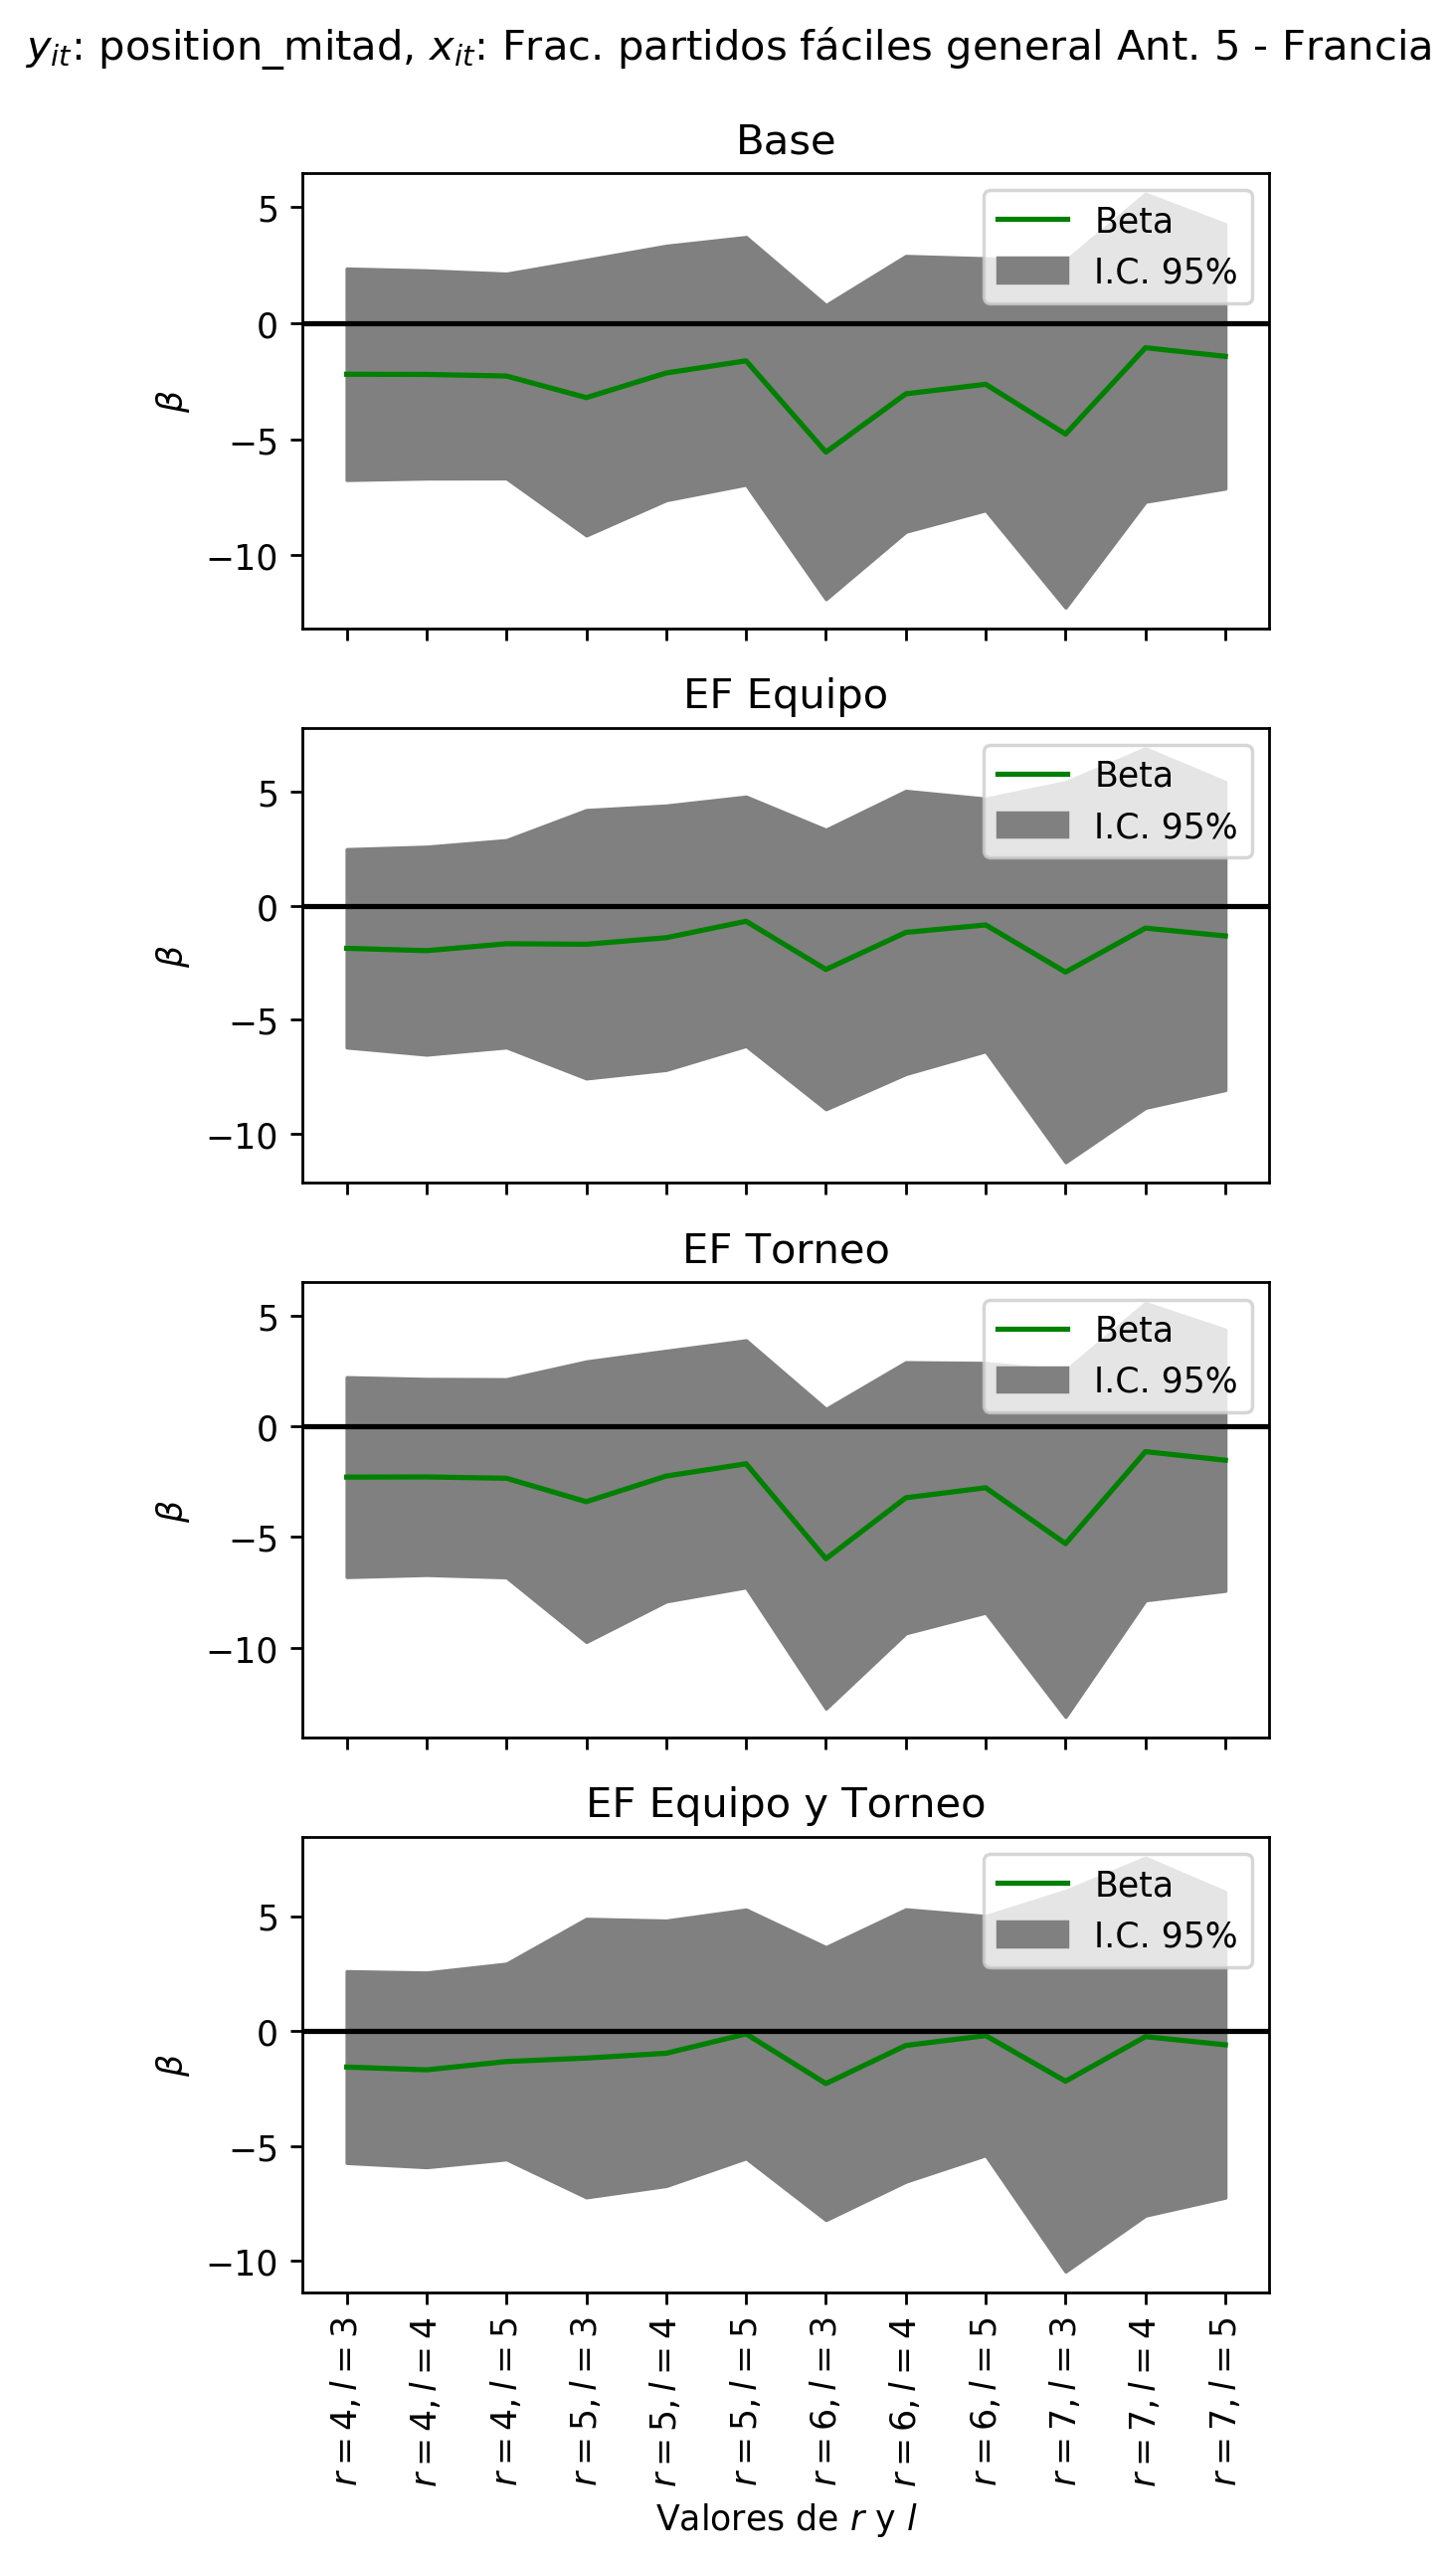 y_it: position_mitad, x_it: Frac. partidos fáciles general Ant. 5 - Francia
Base
Beta
I.C. 95%
5
0
−5
−10
β
EF Equipo
Beta
I.C. 95%
5
0
−5
−10
β
EF Torneo
Beta
I.C. 95%
5
0
−5
−10
β
EF Equipo y Torneo
Beta
I.C. 95%
5
0
−5
−10
β
r = 4, l = 3
r = 4, l = 4
r = 4, l = 5
r = 5, l = 3
r = 5, l = 4
r = 5, l = 5
r = 6, l = 3
r = 6, l = 4
r = 6, l = 5
r = 7, l = 3
r = 7, l = 4
r = 7, l = 5
Valores de r y l